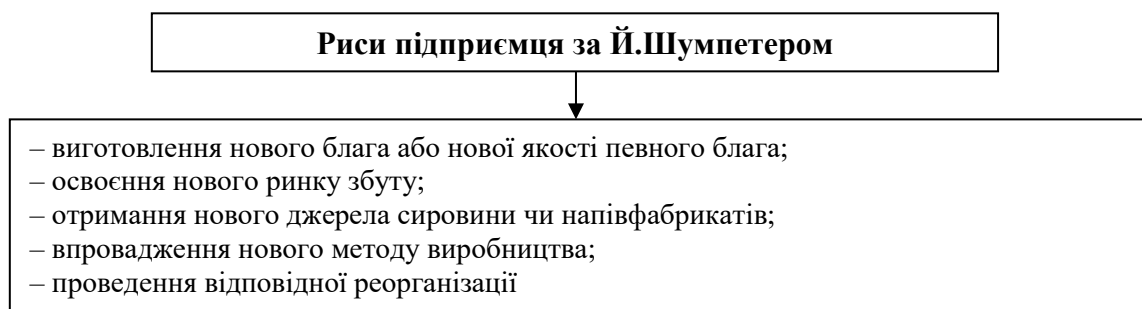 Риси підприємця за Й.Шумпетером
– виготовлення нового блага або нової якості певного блага;
– освоєння нового ринку збуту;
– отримання нового джерела сировини чи напівфабрикатів;
– впровадження нового методу виробництва;
– проведення відповідної реорганізації